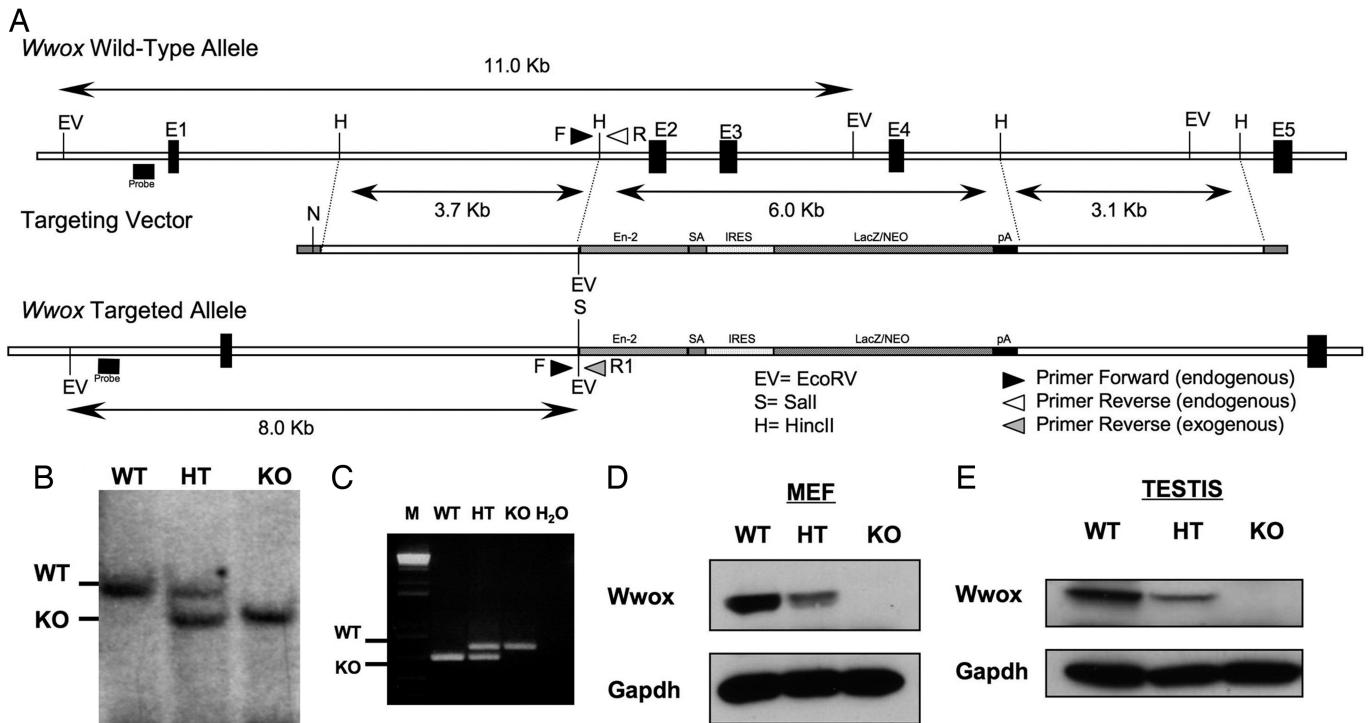 A
Wwox Wild-Type Allele
11.0 Kb
EV E1 H F H R E2 E3 EV E4 H EV H E5
Probe
3.7 Kb 6.0 Kb 3.1 Kb
Targeting Vector
N
En-2 SA IRES LacZ/NEO pA
EV
S
Wwox Targeted Allele
En-2 SA IRES LacZ/NEO pA
EV Probe F EV R1
8.0 Kb
EV= EcoRV
S= SalI
H= HincII
Primer Forward (endogenous)
Primer Reverse (endogenous)
Primer Reverse (exogenous)
B
WT HT KO
WT
KO
C
M WT HT KO H₂O
WT
KO
D
MEF
WT HT KO
Wwox
Gapdh
E
TESTIS
WT HT KO
Wwox
Gapdh